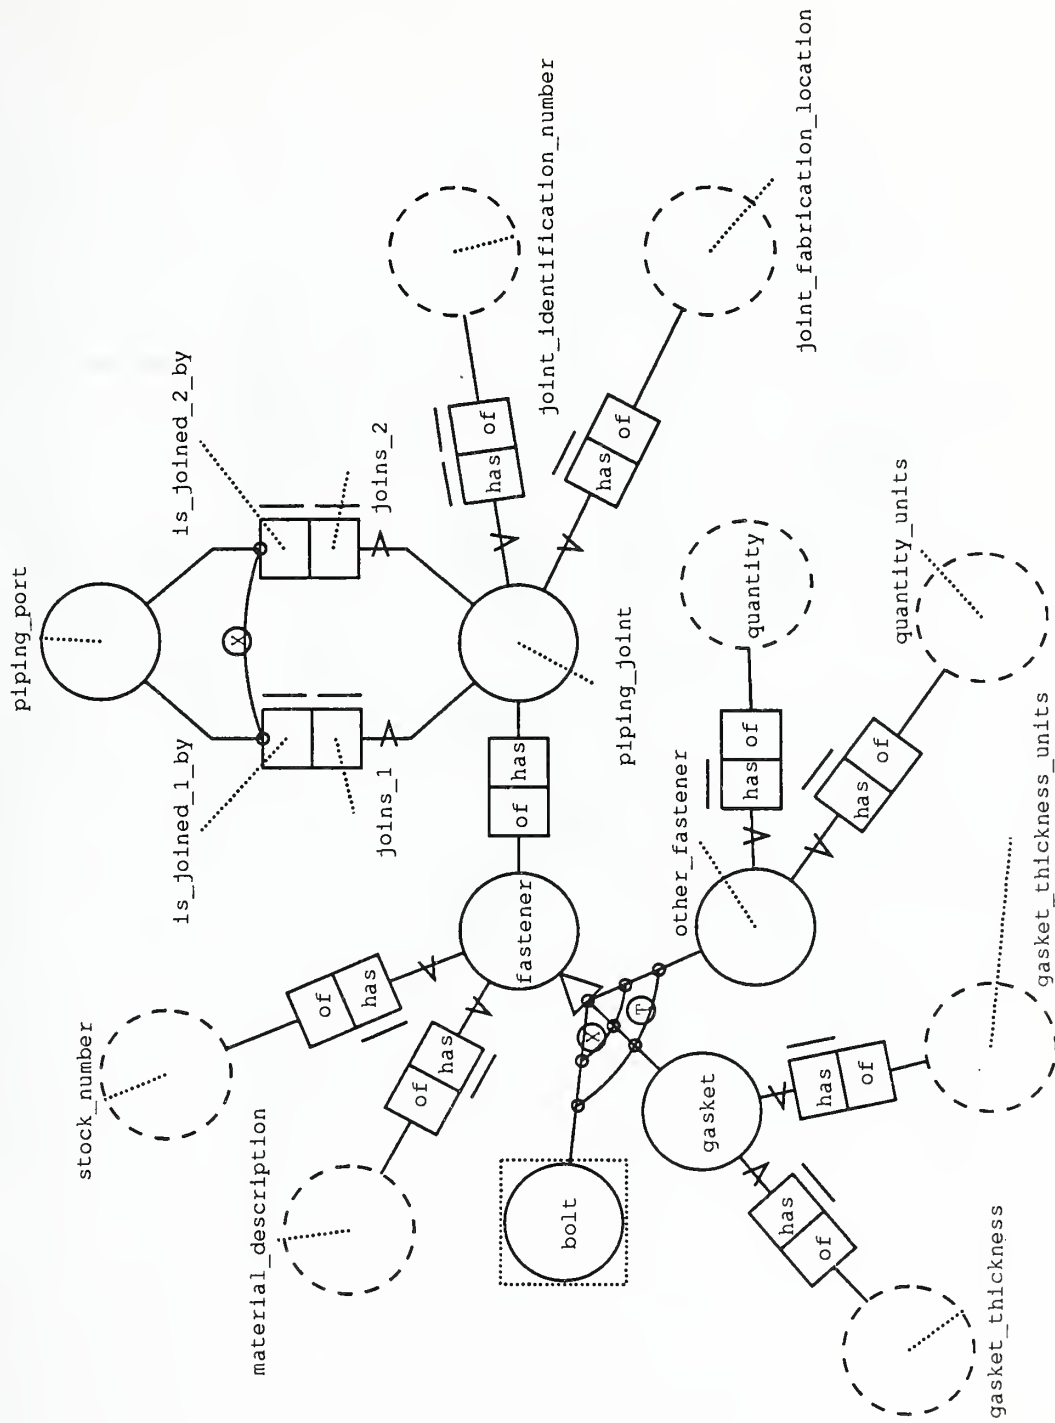 piping_port
is_joined_1_by
is_joined_2_by
X
joins_1
joins_2
joint_identification_number
has
of
joint_fabrication_location
has
of
piping_joint
of
has
fastener
stock_number
of
has
material_description
of
has
X
T
bolt
gasket
has
of
gasket_thickness
has
of
gasket_thickness_units
other_fastener
has
of
quantity
has
of
quantity_units